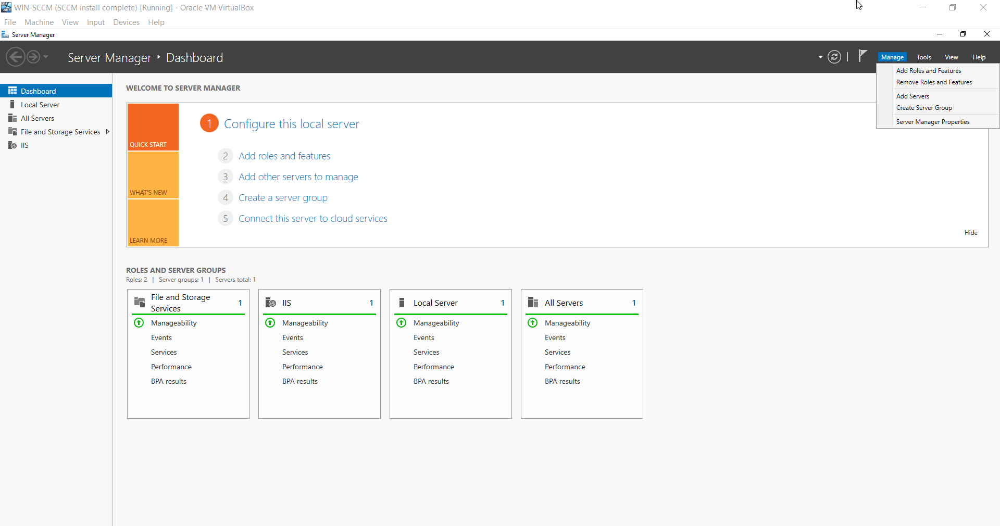 WIN-SCCM (SCCM install complete) [Running] - Oracle VM VirtualBox
File Machine View Input Devices Help
Server Manager
Server Manager Dashboard
Manage Tools View Help
Add Roles and Features
Remove Roles and Features
Add Servers
Create Server Group
Server Manager Properties
Dashboard
Local Server
All Servers
File and Storage Services
IIS
WELCOME TO SERVER MANAGER
QUICK START
WHAT'S NEW
LEARN MORE
1 Configure this local server
2 Add roles and features
3 Add other servers to manage
4 Create a server group
5 Connect this server to cloud services
Hide
ROLES AND SERVER GROUPS
Roles: 2 | Server groups: 1 | Servers total: 1
File and Storage
Services 1
Manageability
Events
Services
Performance
BPA results
IIS 1
Manageability
Events
Services
Performance
BPA results
Local Server 1
Manageability
Events
Services
Performance
BPA results
All Servers 1
Manageability
Events
Services
Performance
BPA results